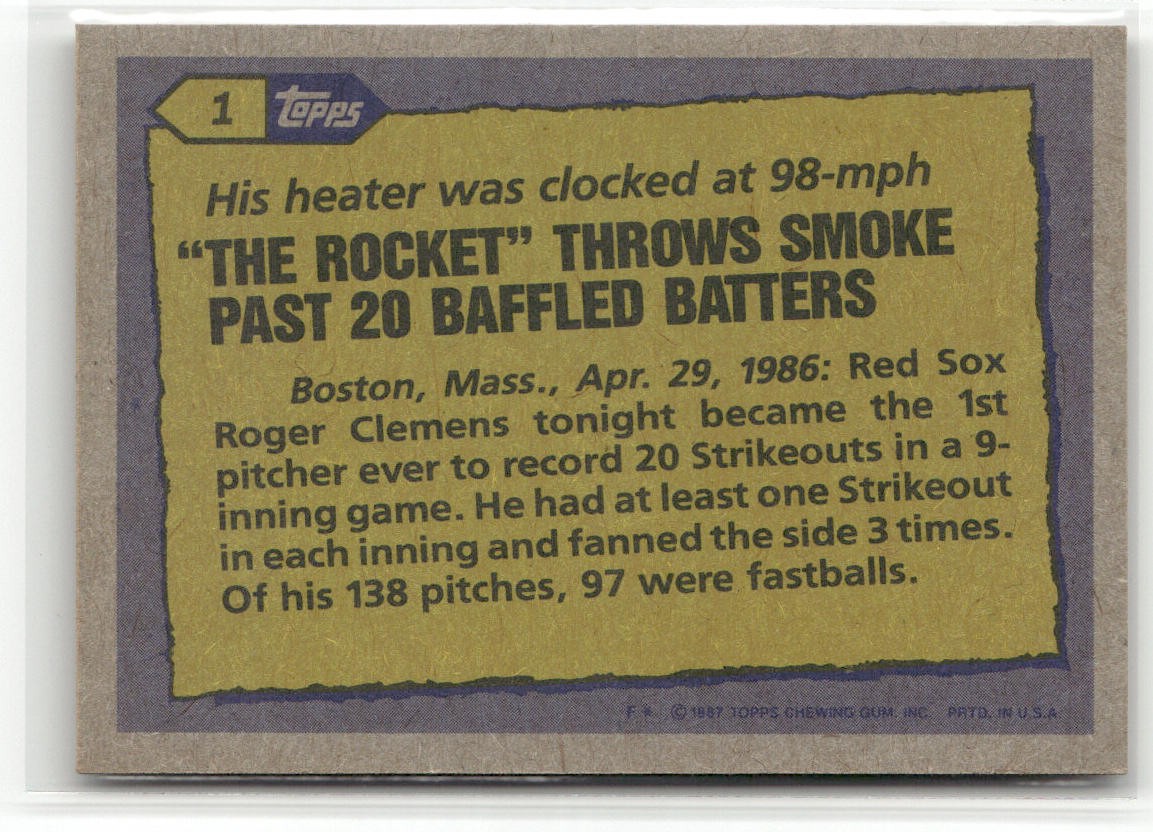 1 Topps
His heater was clocked at 98-mph
“THE ROCKET” THROWS SMOKE
PAST 20 BAFFLED BATTERS
Boston, Mass., Apr. 29, 1986: Red Sox
Roger Clemens tonight became the 1st
pitcher ever to record 20 Strikeouts in a 9-
inning game. He had at least one Strikeout
in each inning and fanned the side 3 times.
Of his 138 pitches, 97 were fastballs.
F * © 1987 TOPPS CHEWING GUM, INC. PRTD. IN U.S.A